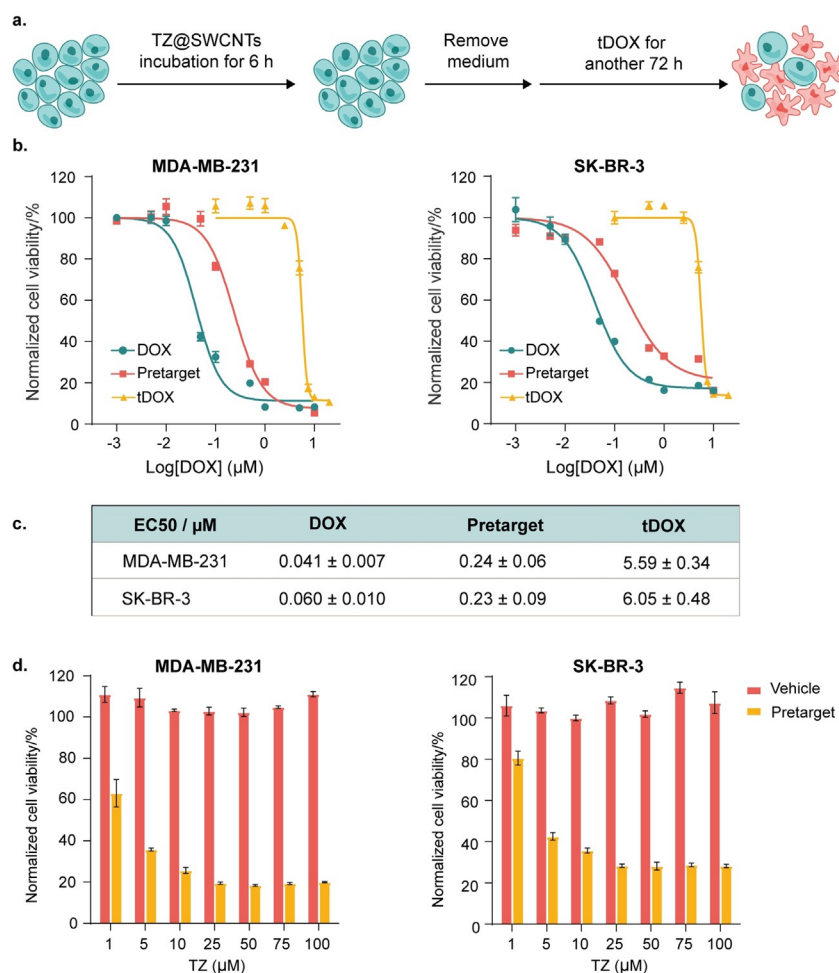 a.
TZ@SWCNTs
incubation for 6 h
Remove
medium
tDOX for
another 72 h
b.
MDA-MB-231
Normalized cell viability/%
120
100
80
60
40
20
0
DOX
Pretarget
tDOX
-3 -2 -1 0 1
Log[DOX] (μM)
SK-BR-3
Normalized cell viability/%
120
100
80
60
40
20
0
DOX
Pretarget
tDOX
-3 -2 -1 0 1
Log[DOX] (μM)
c.
EC50 / μM DOX Pretarget tDOX
MDA-MB-231 0.041 ± 0.007 0.24 ± 0.06 5.59 ± 0.34
SK-BR-3 0.060 ± 0.010 0.23 ± 0.09 6.05 ± 0.48
d.
MDA-MB-231
Normalized cell viability/%
120
100
80
60
40
20
0
1 5 10 25 50 75 100
TZ (μM)
SK-BR-3
Normalized cell viability/%
120
100
80
60
40
20
0
1 5 10 25 50 75 100
TZ (μM)
Vehicle
Pretarget